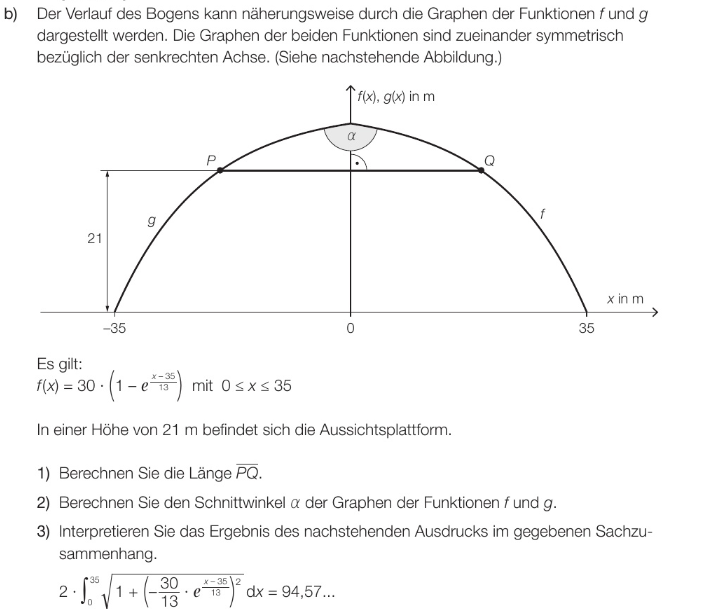 b) Der Verlauf des Bogens kann näherungsweise durch die Graphen der Funktionen f und g
dargestellt werden. Die Graphen der beiden Funktionen sind zueinander symmetrisch
bezüglich der senkrechten Achse. (Siehe nachstehende Abbildung.)
f(x), g(x) in m
α
P
Q
g
f
21
x in m
–35
0
35
Es gilt:
f(x) = 30 · (1 – e^((x – 35)/13)) mit 0 ≤ x ≤ 35
In einer Höhe von 21 m befindet sich die Aussichtsplattform.
1) Berechnen Sie die Länge P̅Q̅.
2) Berechnen Sie den Schnittwinkel α der Graphen der Funktionen f und g.
3) Interpretieren Sie das Ergebnis des nachstehenden Ausdrucks im gegebenen Sachzu-
sammenhang.
2 · ∫₀³⁵ √(1 + (–30/13 · e^((x – 35)/13))²) dx = 94,57...